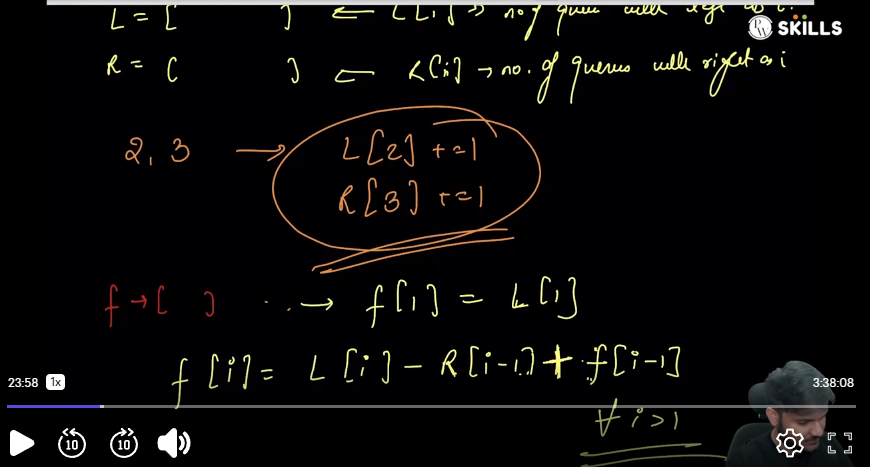 L = [ ] ← L[i] → no. of queries with left as i.
PW SKILLS
R = [ ] ← R[i] → no. of queries with right as i
2, 3 → L[2] += 1
R[3] += 1
f → [ ] → f[1] = L[1]
f[i] = L[i] - R[i-1] + f[i-1]
∀ i > 1
23:58 1x 3:38:08
10 10